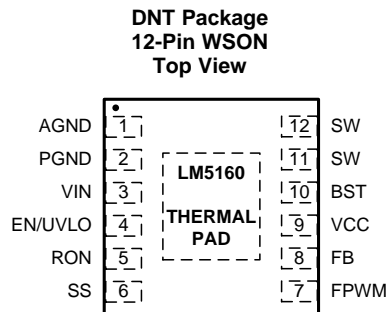 DNT Package
12-Pin WSON
Top View
AGND 1 12 SW
PGND 2 11 SW
LM5160
VIN 3 10 BST
EN/UVLO 4 9 VCC
THERMAL
PAD
RON 5 8 FB
SS 6 7 FPWM